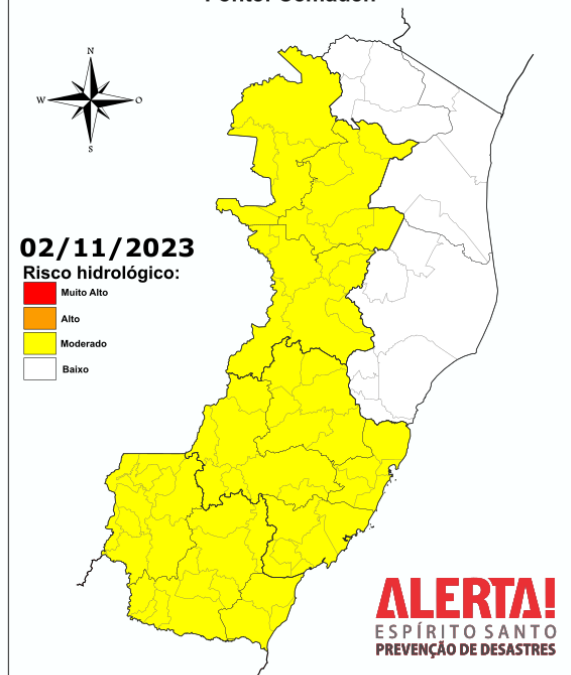 N
W
O
S
02/11/2023
Risco hidrológico:
Muito Alto
Alto
Moderado
Baixo
ALERTA!
ESPÍRITO SANTO
PREVENÇÃO DE DESASTRES